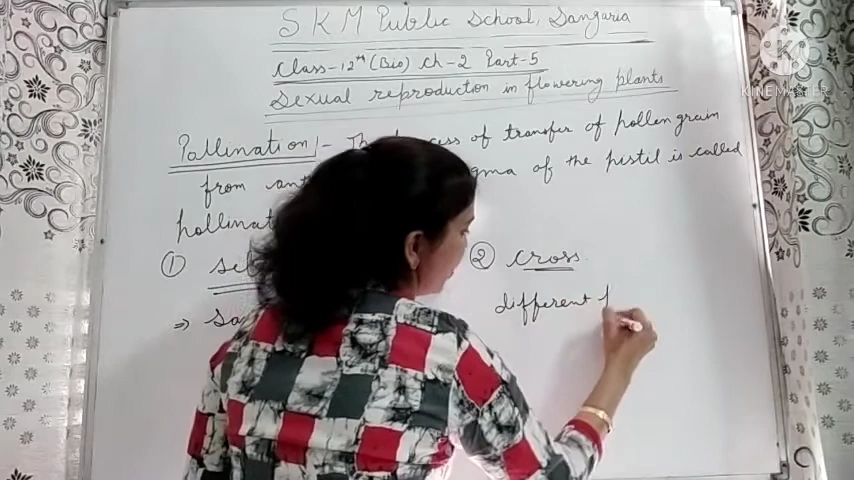 SKM Public School, Sangaria
Class-12th (Bio) Ch-2 Part-5
Sexual reproduction in flowering plants
Pallination :- The process of transfer of pollen grain
from ant gma of the pistil is called
pollinat
① sel ② cross.
⇒ Sa different f
KINEMASTER